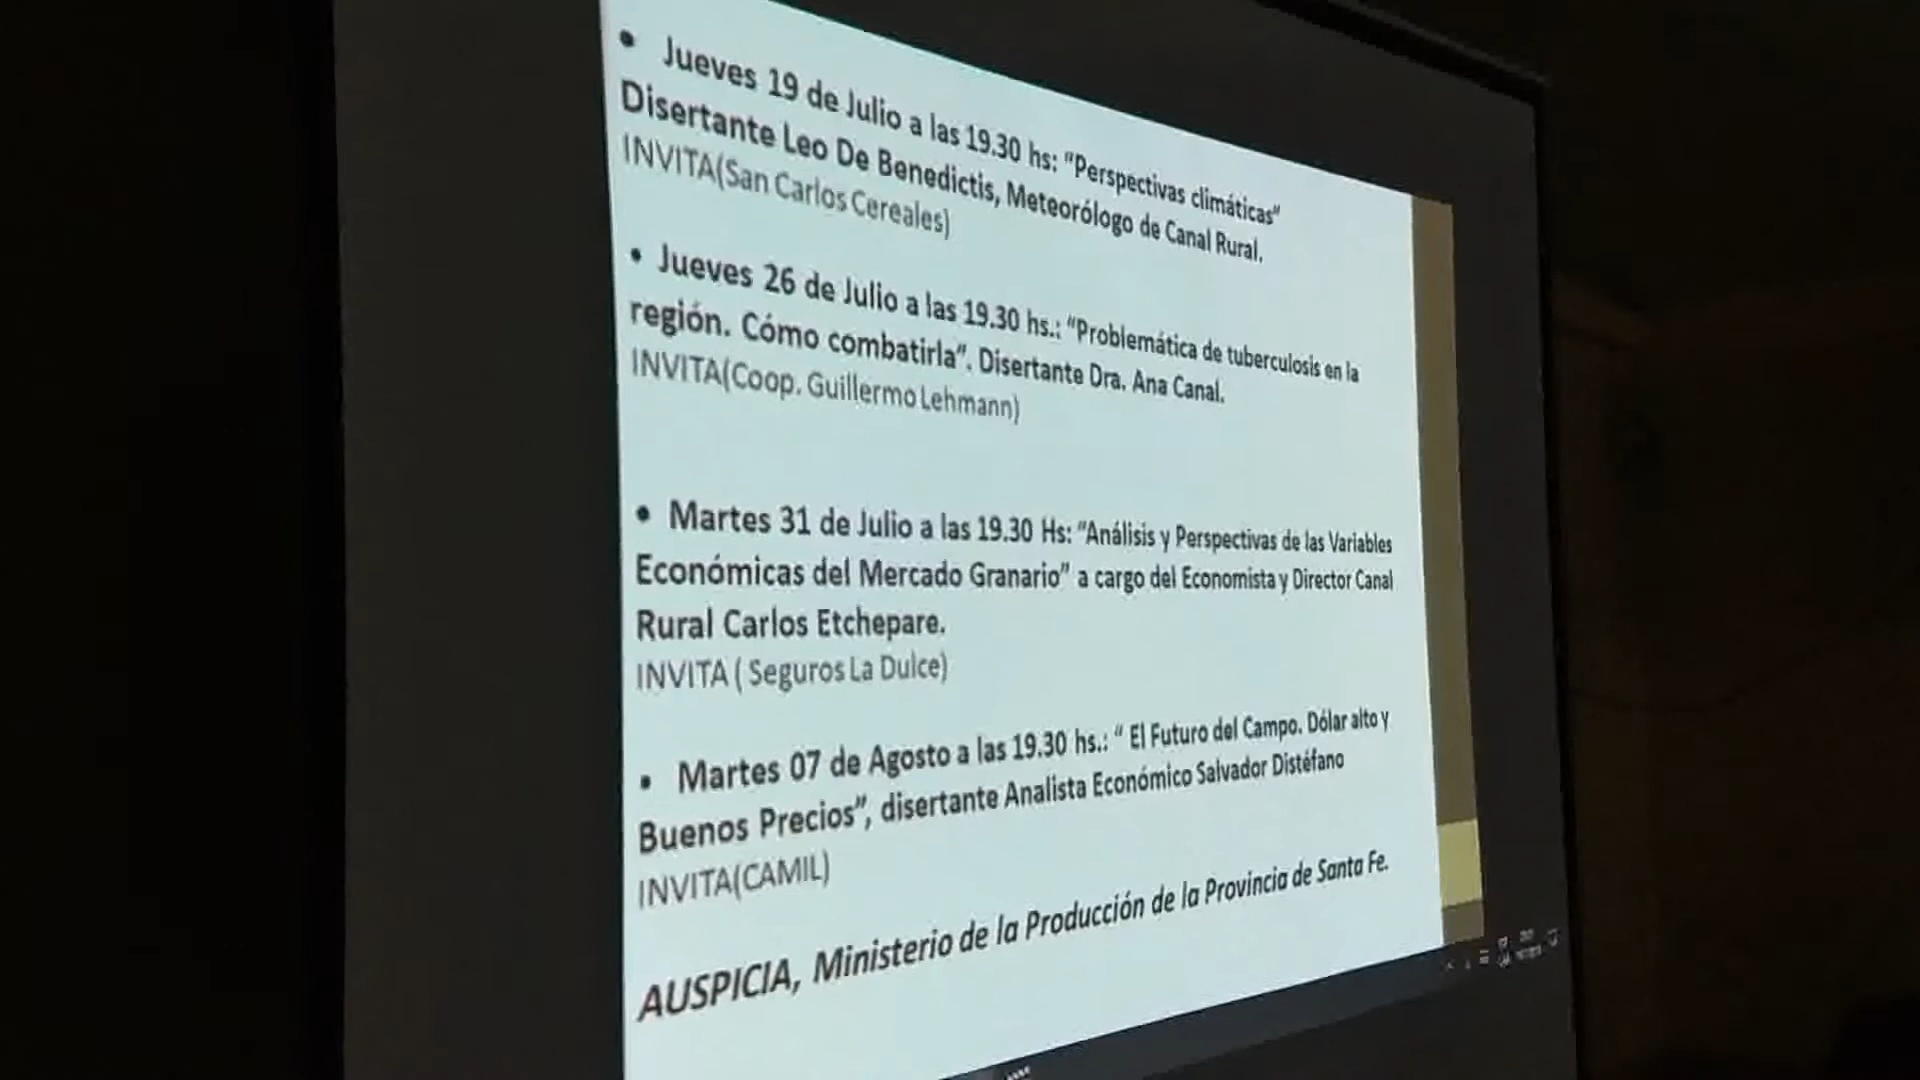 • Jueves 19 de Julio a las 19.30 hs: "Perspectivas climáticas"
Disertante Leo De Benedictis, Meteorólogo de Canal Rural.
INVITA(San Carlos Cereales)
• Jueves 26 de Julio a las 19.30 hs.: "Problemática de tuberculosis en la
región. Cómo combatirla". Disertante Dra. Ana Canal.
INVITA(Coop. Guillermo Lehmann)
• Martes 31 de Julio a las 19.30 Hs: "Análisis y Perspectivas de las Variables
Económicas del Mercado Granario" a cargo del Economista y Director Canal
Rural Carlos Etchepare.
INVITA ( Seguros La Dulce)
• Martes 07 de Agosto a las 19.30 hs.: " El Futuro del Campo. Dólar alto y
Buenos Precios", disertante Analista Económico Salvador Distéfano
INVITA(CAMIL)
AUSPICIA, Ministerio de la Producción de la Provincia de Santa Fe.